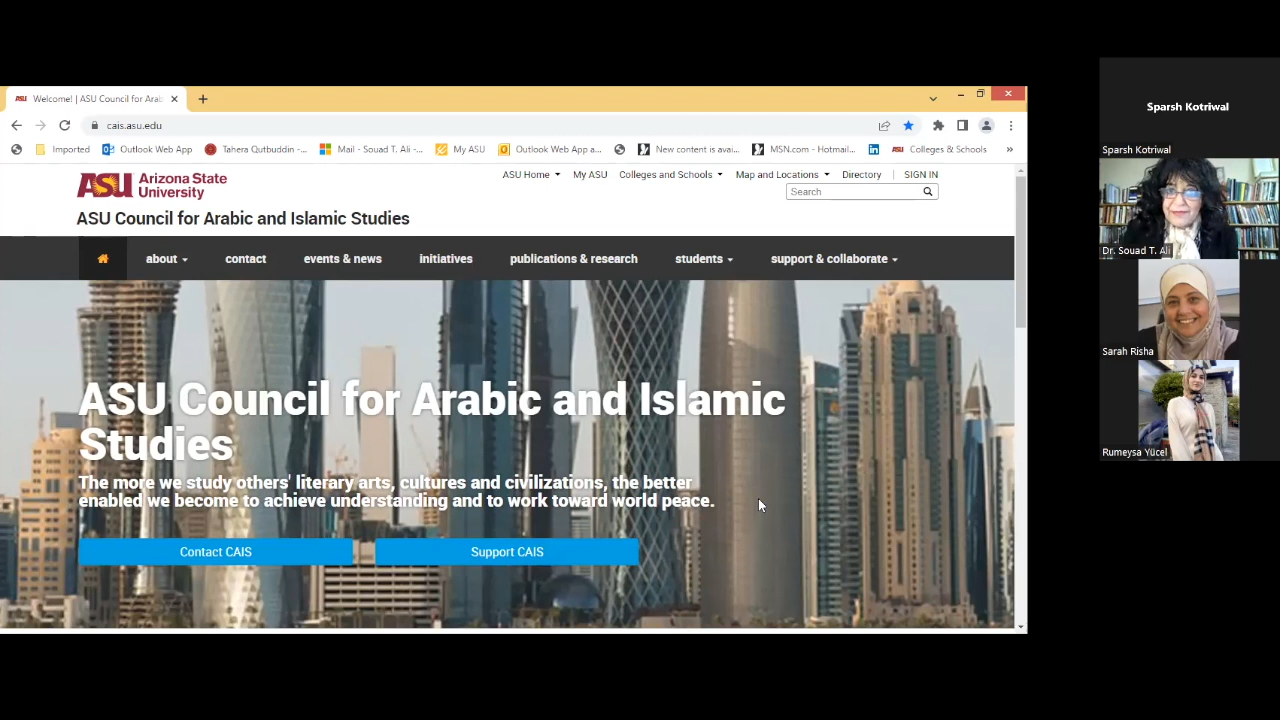 Welcome! | ASU Council for Arab
cais.asu.edu
Imported
Outlook Web App
Tahera Qutbuddin -...
Mail - Souad T. Ali -...
My ASU
Outlook Web App a...
New content is avai...
MSN.com - Hotmail...
Colleges & Schools
ASU Arizona State University
ASU Home
My ASU
Colleges and Schools
Map and Locations
Directory
SIGN IN
Search
ASU Council for Arabic and Islamic Studies
about
contact
events & news
initiatives
publications & research
students
support & collaborate
ASU Council for Arabic and Islamic
Studies
The more we study others' literary arts, cultures and civilizations, the better
enabled we become to achieve understanding and to work toward world peace.
Contact CAIS
Support CAIS
Sparsh Kotriwal
Sparsh Kotriwal
Dr. Souad T. Ali
Sarah Risha
Rumeysa Yücel